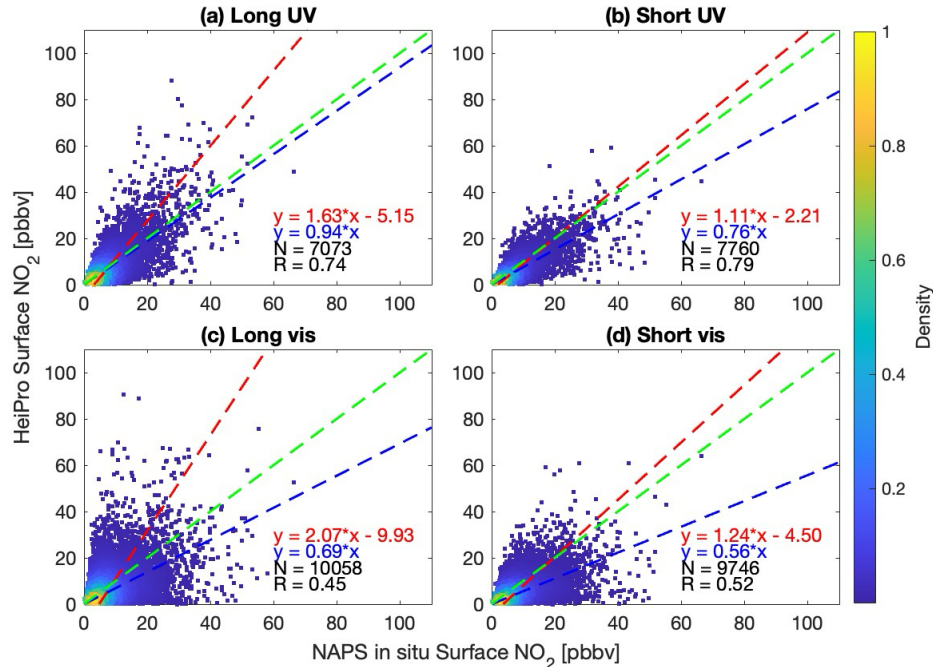 (a) Long UV
100
80
60
40
20
0
0 20 40 60 80 100
y = 1.63*x - 5.15
y = 0.94*x
N = 7073
R = 0.74
(b) Short UV
100
80
60
40
20
0
0 20 40 60 80 100
y = 1.11*x - 2.21
y = 0.76*x
N = 7760
R = 0.79
(c) Long vis
100
80
60
40
20
0
0 20 40 60 80 100
y = 2.07*x - 9.93
y = 0.69*x
N = 10058
R = 0.45
(d) Short vis
100
80
60
40
20
0
0 20 40 60 80 100
y = 1.24*x - 4.50
y = 0.56*x
N = 9746
R = 0.52
HeiPro Surface NO2 [pbbv]
NAPS in situ Surface NO2 [pbbv]
1
0.8
0.6
0.4
0.2
Density